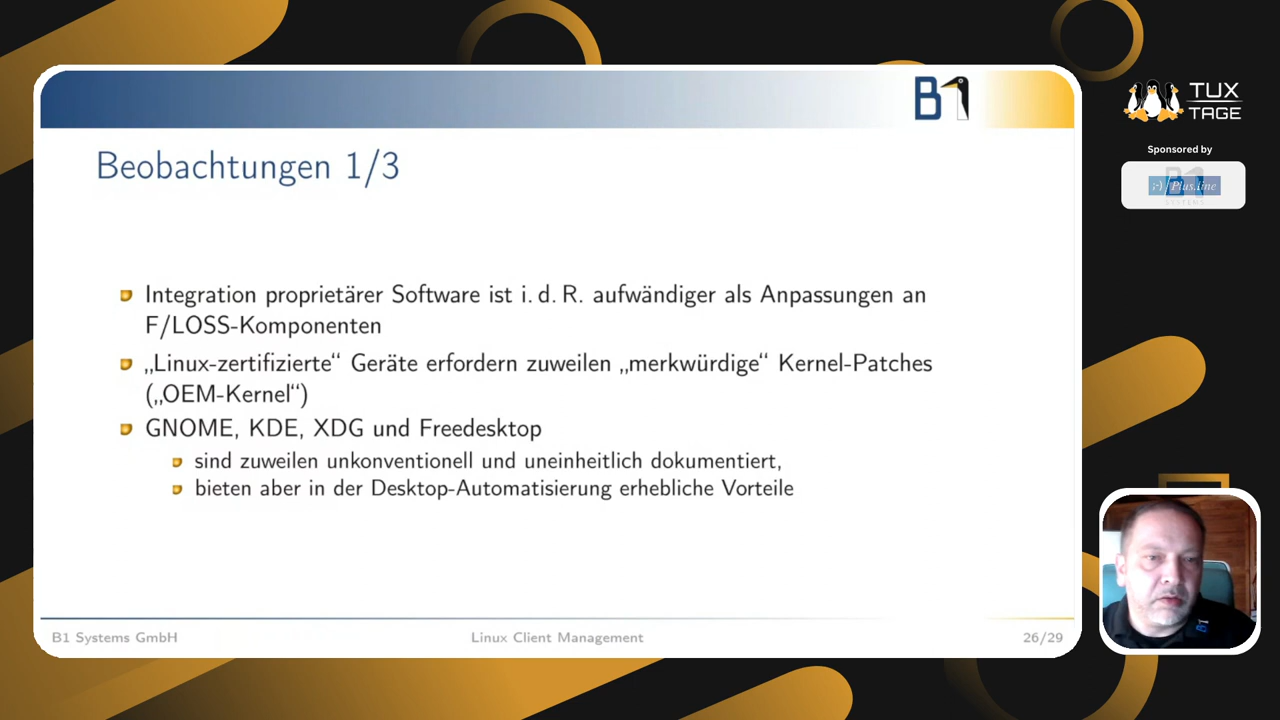 B1
TUX
TAGE
Sponsored by
;-) Plus.line
Beobachtungen 1/3
Integration proprietärer Software ist i. d. R. aufwändiger als Anpassungen an
F/LOSS-Komponenten
„Linux-zertifizierte“ Geräte erfordern zuweilen „merkwürdige“ Kernel-Patches
(„OEM-Kernel“)
GNOME, KDE, XDG und Freedesktop
sind zuweilen unkonventionell und uneinheitlich dokumentiert,
bieten aber in der Desktop-Automatisierung erhebliche Vorteile
B1 Systems GmbH
Linux Client Management
26/29